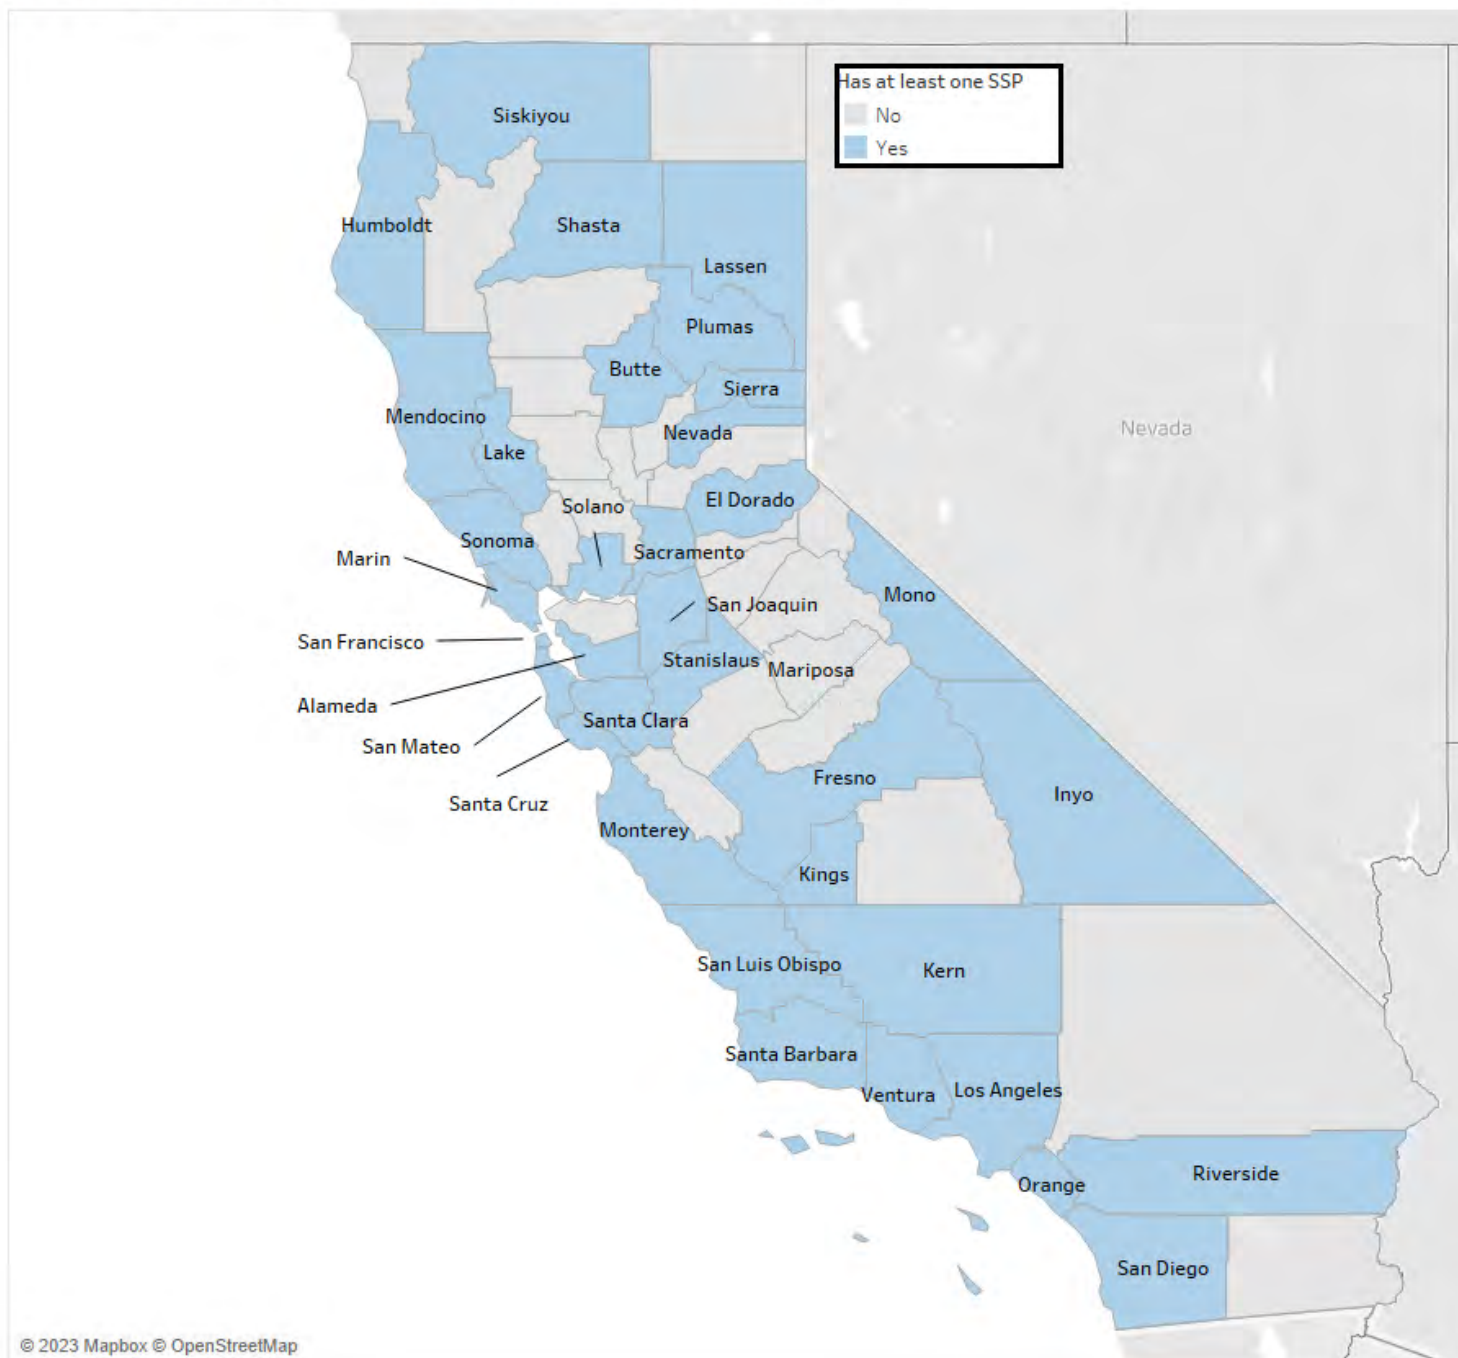 Has at least one SSP
No
Yes
Siskiyou
Humboldt
Shasta
Lassen
Plumas
Butte
Sierra
Mendocino
Nevada
Nevada
Lake
El Dorado
Solano
Sonoma
Sacramento
Marin
Mono
San Joaquin
San Francisco
Stanislaus
Mariposa
Alameda
Santa Clara
San Mateo
Fresno
Inyo
Santa Cruz
Monterey
Kings
San Luis Obispo
Kern
Santa Barbara
Los Angeles
Ventura
Riverside
Orange
San Diego
© 2023 Mapbox © OpenStreetMap